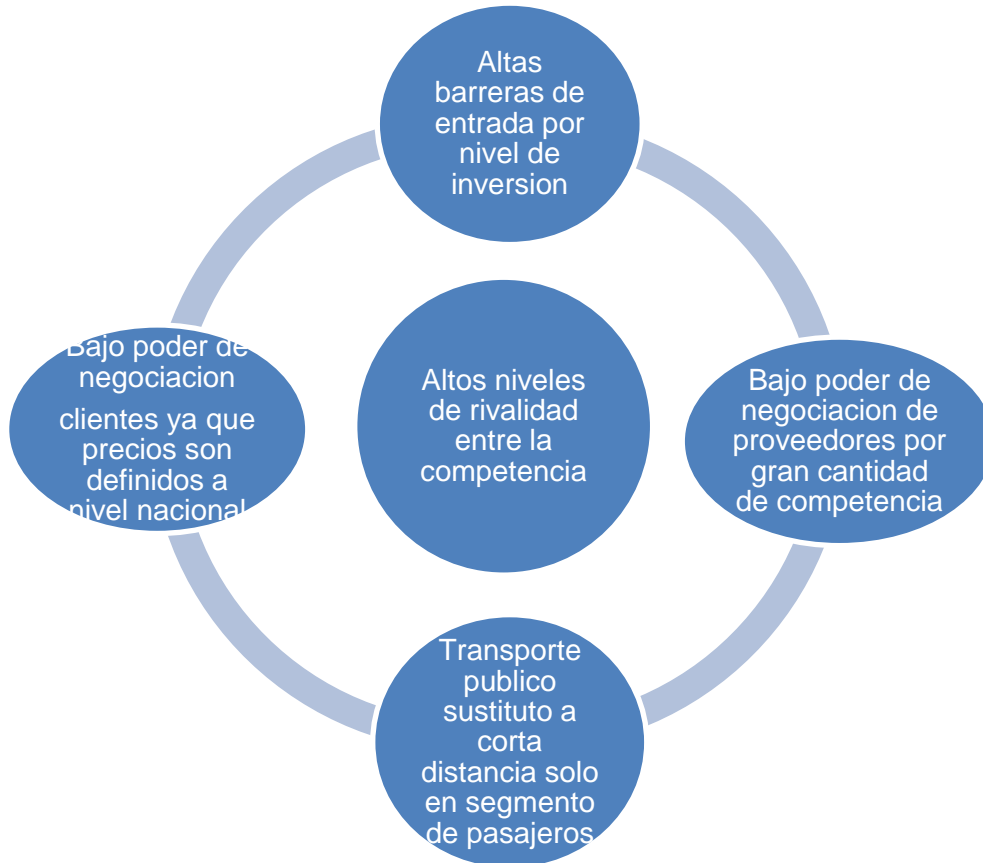 Altas
barreras de
entrada por
nivel de
inversion
Bajo poder de
negociacion
clientes ya que
precios son
definidos a
nivel nacional
Altos niveles
de rivalidad
entre la
competencia
Bajo poder de
negociacion de
proveedores por
gran cantidad
de competencia
Transporte
publico
sustituto a
corta
distancia solo
en segmento
de pasajeros